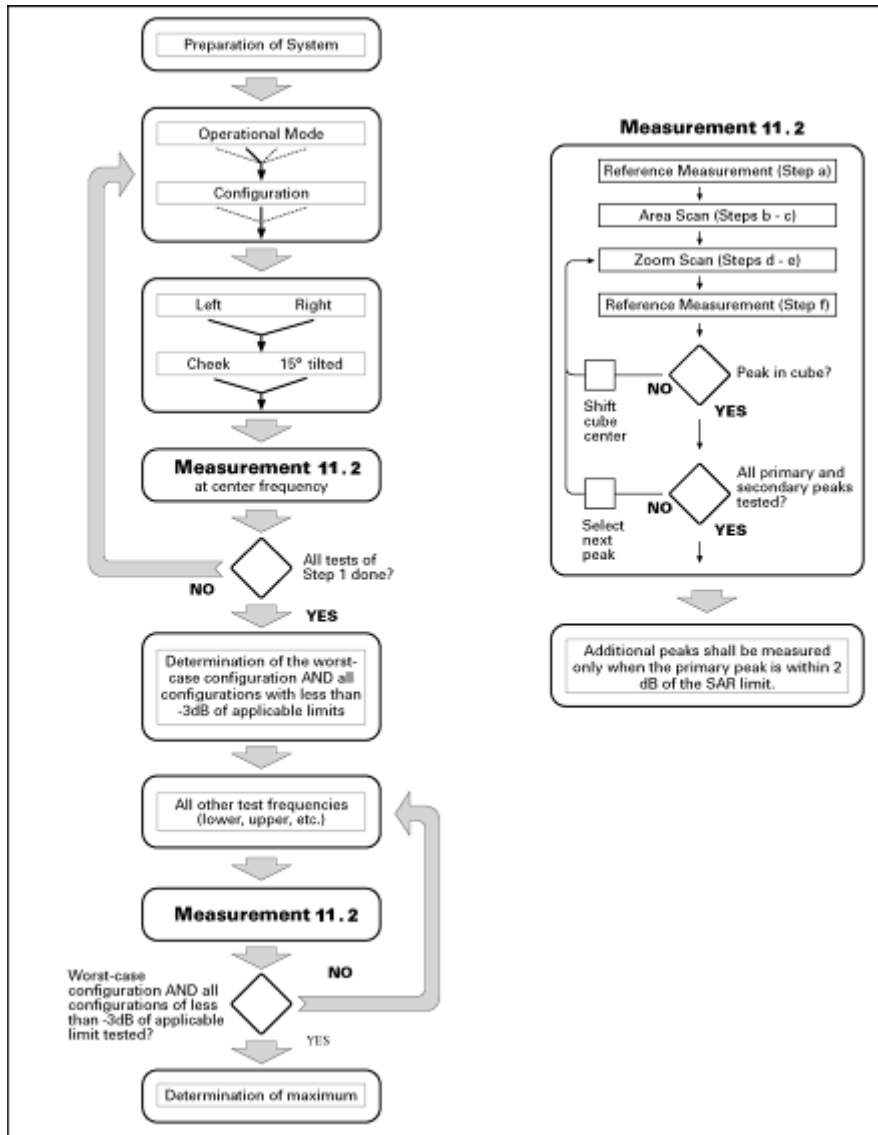 Preparation of System
Operational Mode
Configuration
Left Right
Cheek 15° tilted
Measurement 11.2
at center frequency
All tests of
Step 1 done?
NO
YES
Determination of the worst-
case configuration AND all
configurations with less than
-3dB of applicable limits
All other test frequencies
(lower, upper, etc.)
Measurement 11.2
NO
Worst-case
configuration AND all
configurations of less
than -3dB of applicable
limit tested?
YES
Determination of maximum
Measurement 11.2
Reference Measurement (Step a)
Area Scan (Steps b - c)
Zoom Scan (Steps d - e)
Reference Measurement (Step f)
Peak in cube?
NO
YES
Shift
cube
center
All primary and
secondary peaks
tested?
NO
YES
Select
next
peak
Additional peaks shall be measured
only when the primary peak is within 2
dB of the SAR limit.